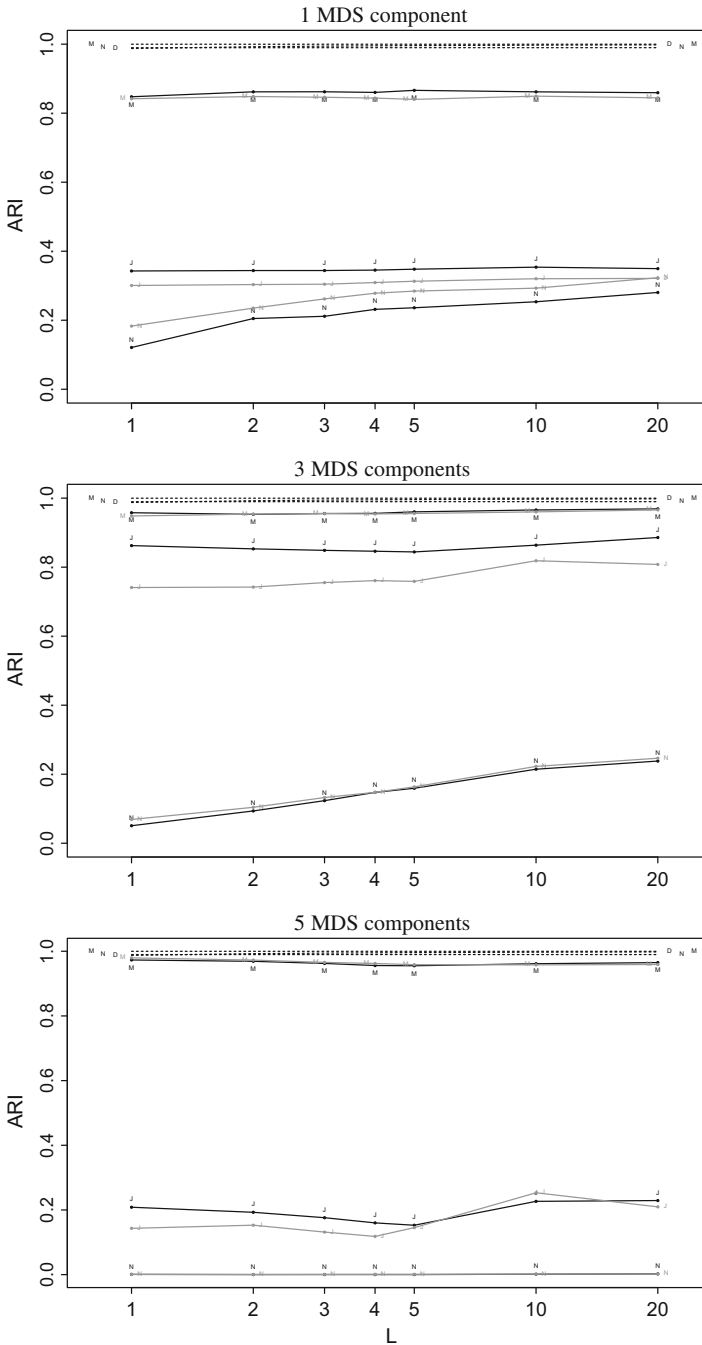 1 MDS component
M N D D N M
1.0
M M M M M M M
M M M M M M M
0.8
0.6
ARI
0.4
J J J J J J J
J J J J J J
N N N N N N
0.2
N N N N N N N
0.0
1 2 3 4 5 10 20
3 MDS components
M N D D N M
1.0
M M M M M M M
M M M M M M M
J J J J J J J
0.8
J J J J J J J
0.6
ARI
0.4
0.2
N N N N N N N
N N N N N N N
0.0
1 2 3 4 5 10 20
5 MDS components
M N D D N M
1.0
M M M M M M M
M M M M M M M
0.8
0.6
ARI
0.4
0.2
J J J J J J J
J J J J J J J
N N N N N N N
N N N N N N N
0.0
1 2 3 4 5 10 20
L